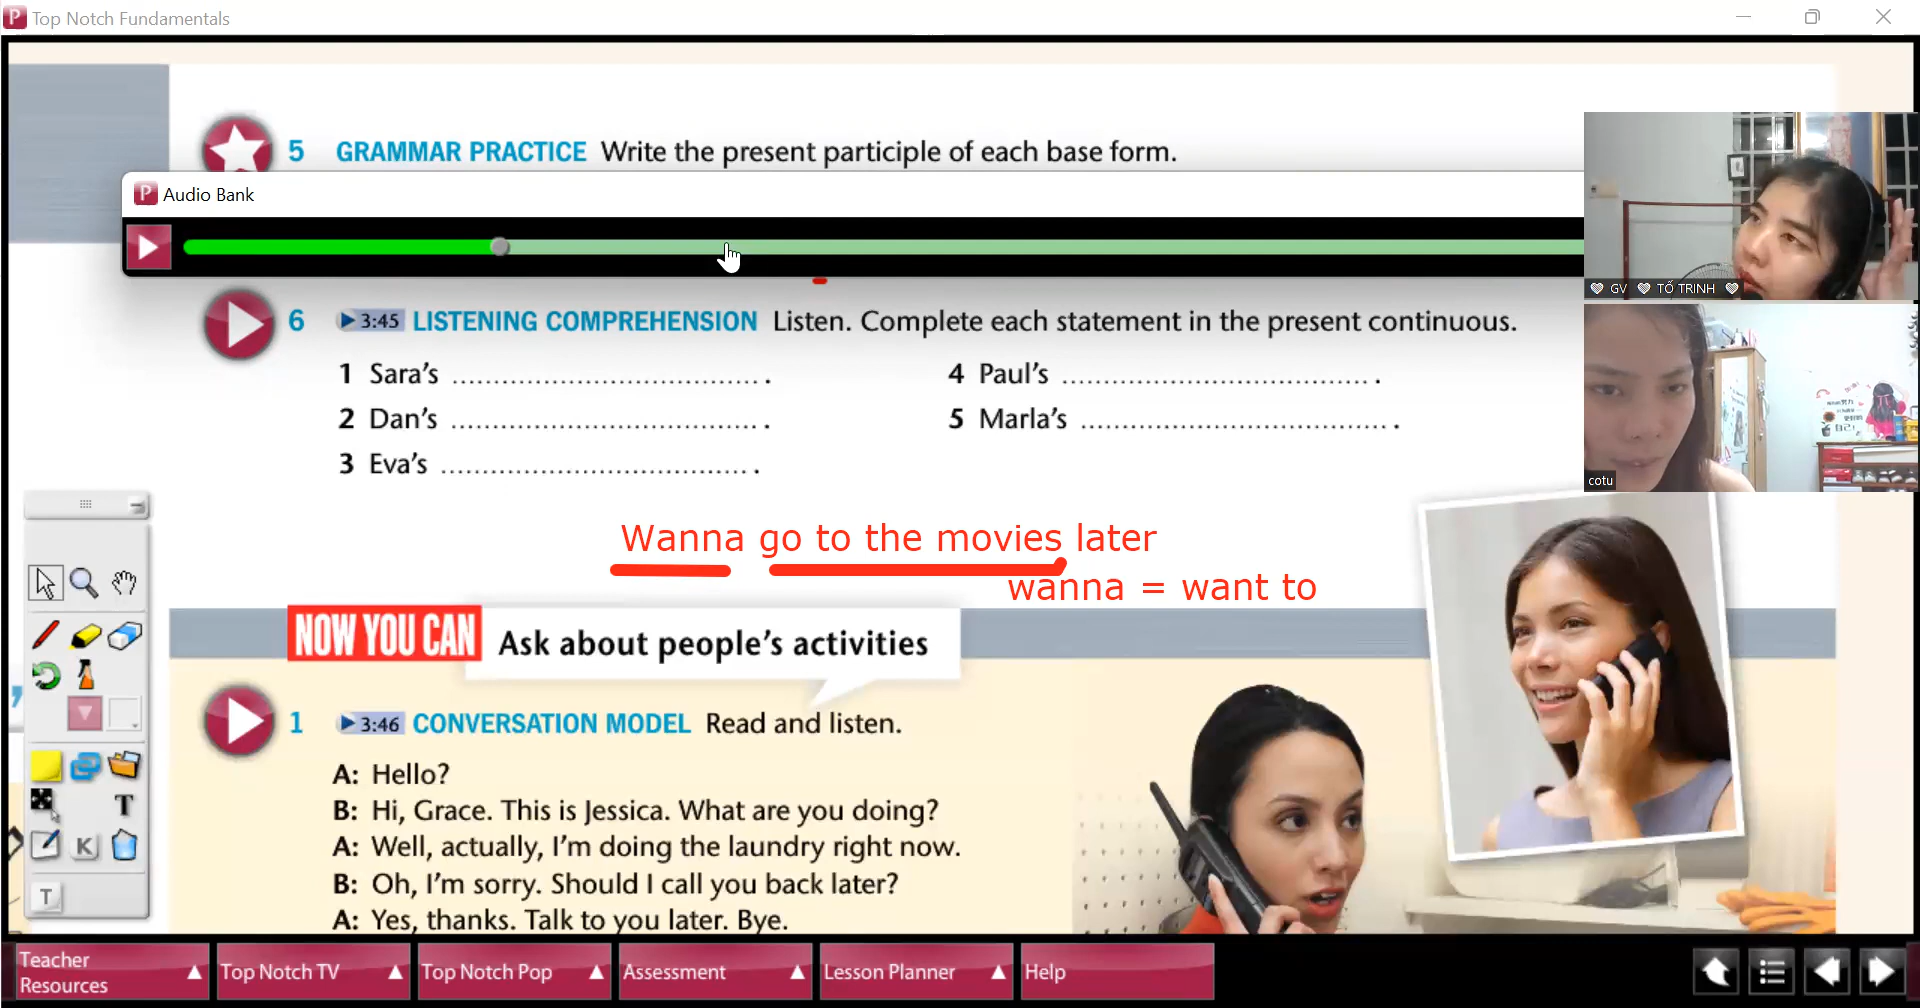 Top Notch Fundamentals
5 GRAMMAR PRACTICE Write the present participle of each base form.
Audio Bank
6 3:45 LISTENING COMPREHENSION Listen. Complete each statement in the present continuous.
1 Sara's ...................................... .
2 Dan's ...................................... .
3 Eva's ...................................... .
4 Paul's ...................................... .
5 Marla's ...................................... .
GV TỐ TRINH
cotu
Wanna go to the movies later
wanna = want to
NOW YOU CAN Ask about people's activities
1 3:46 CONVERSATION MODEL Read and listen.
A: Hello?
B: Hi, Grace. This is Jessica. What are you doing?
A: Well, actually, I'm doing the laundry right now.
B: Oh, I'm sorry. Should I call you back later?
A: Yes, thanks. Talk to you later. Bye.
T
K
T
Teacher
Resources
Top Notch TV
Top Notch Pop
Assessment
Lesson Planner
Help